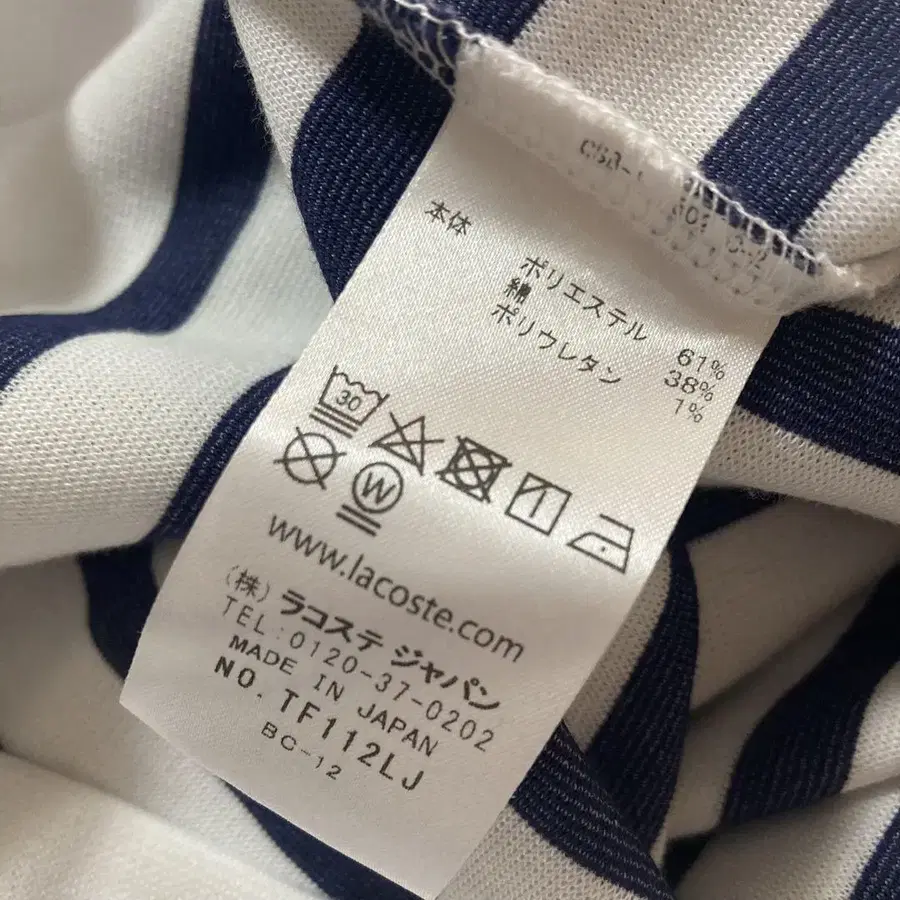 本体
ポリエステル 61%
綿 38%
ポリウレタン 1%
30
W
www.lacoste.com
(株) ラコステ ジャパン
TEL:0120-37-0202
MADE IN JAPAN
NO. TF112LJ
BC-12